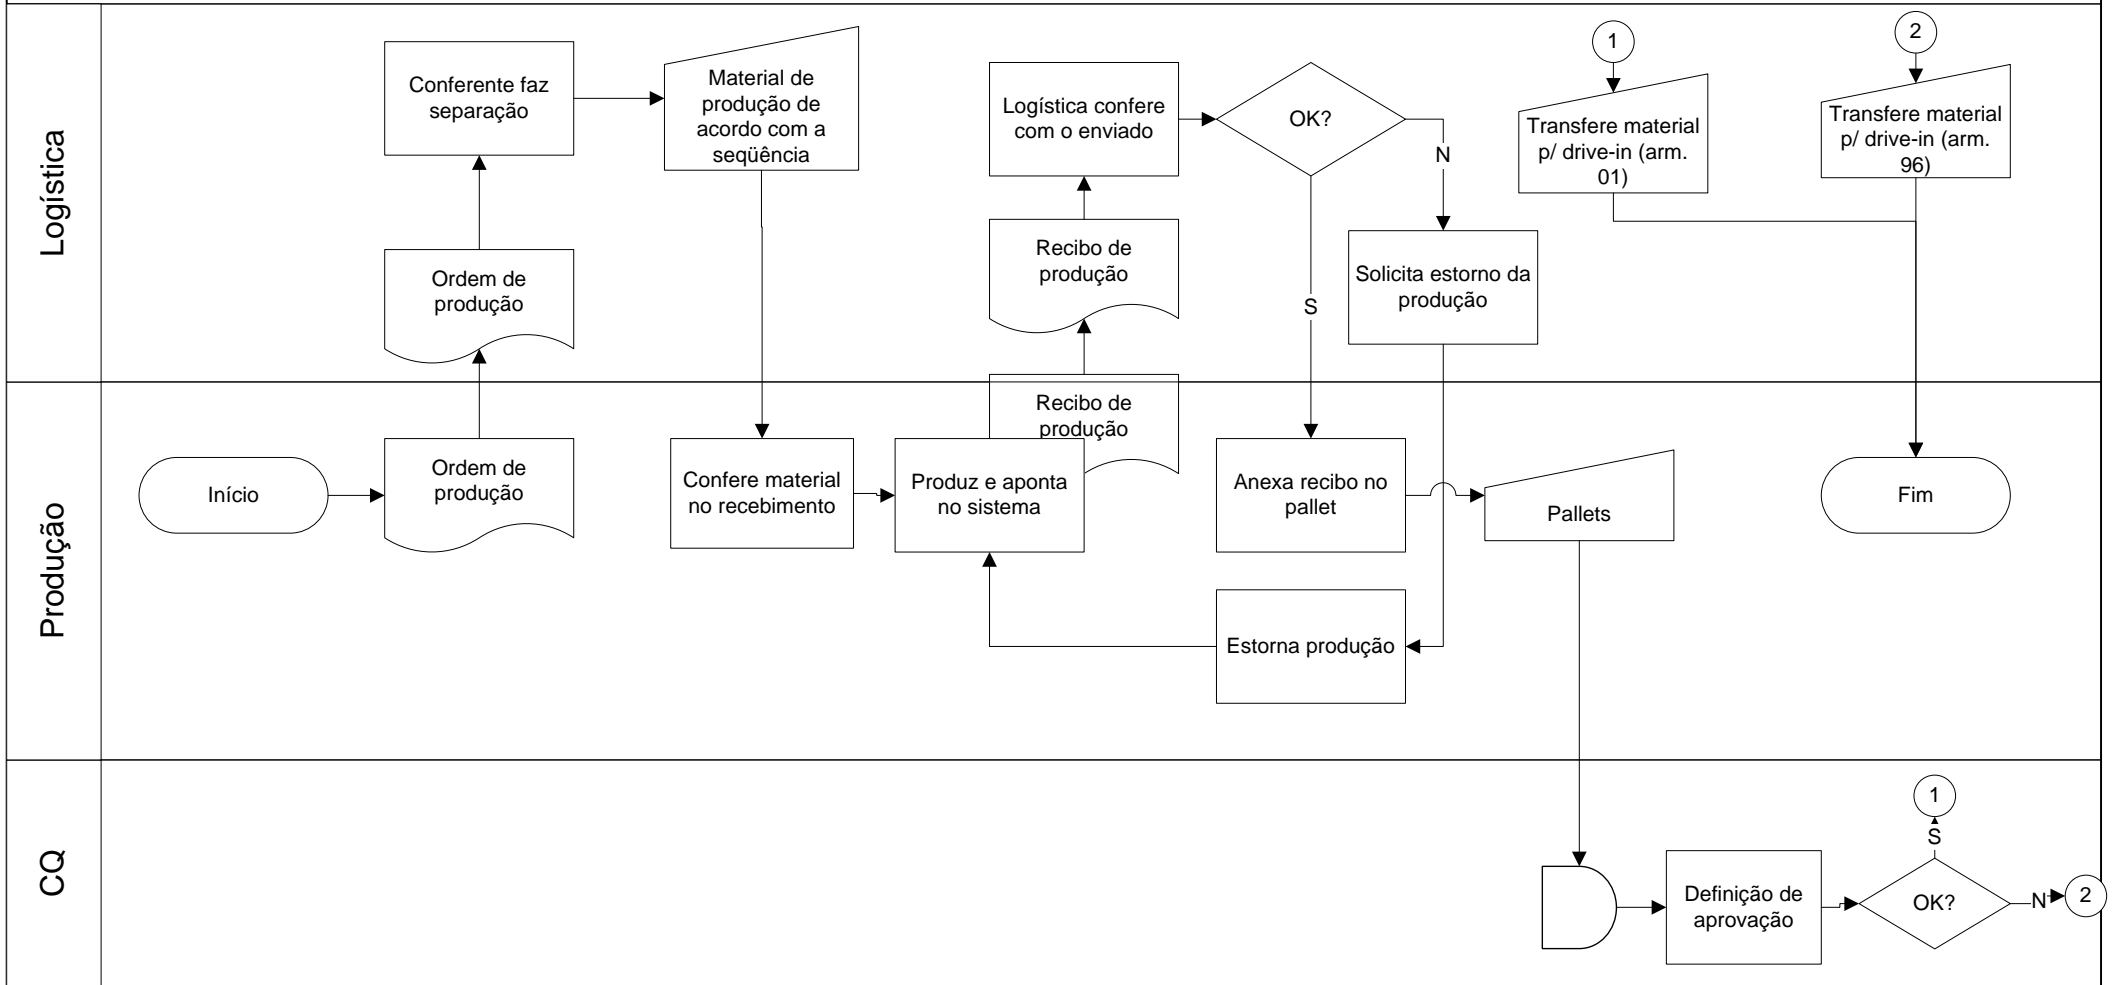 Logística
Conferente faz
separação
Material de
produção de
acordo com a
seqüência
Ordem de
produção
Logística confere
com o enviado
Recibo de
produção
OK?
N
S
Solicita estorno da
produção
1
Transfere material
p/ drive-in (arm.
01)
2
Transfere material
p/ drive-in (arm.
96)
Produção
Início
Ordem de
produção
Confere material
no recebimento
Produz e aponta
no sistema
Recibo de
produção
Anexa recibo no
pallet
Pallets
Fim
Estorna produção
CQ
Definição de
aprovação
OK?
S
1
N
2